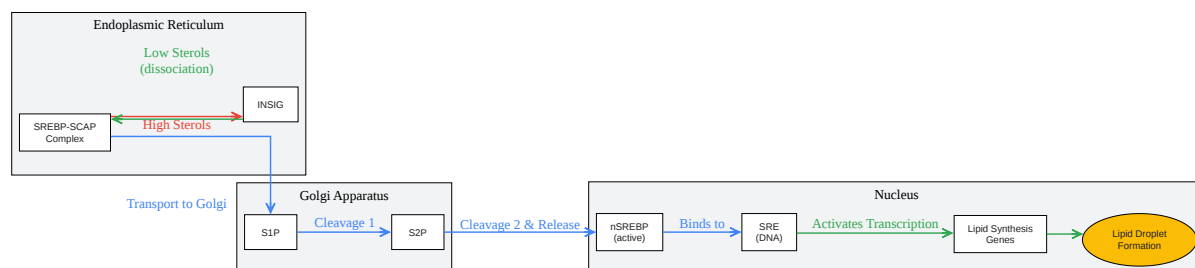 Endoplasmic Reticulum
Low Sterols
(dissociation)
INSIG
SREBP-SCAP
Complex
High Sterols
Transport to Golgi
Golgi Apparatus
S1P
Cleavage 1
S2P
Cleavage 2 & Release
Nucleus
nSREBP
(active)
Binds to
SRE
(DNA)
Activates Transcription
Lipid Synthesis
Genes
Lipid Droplet
Formation